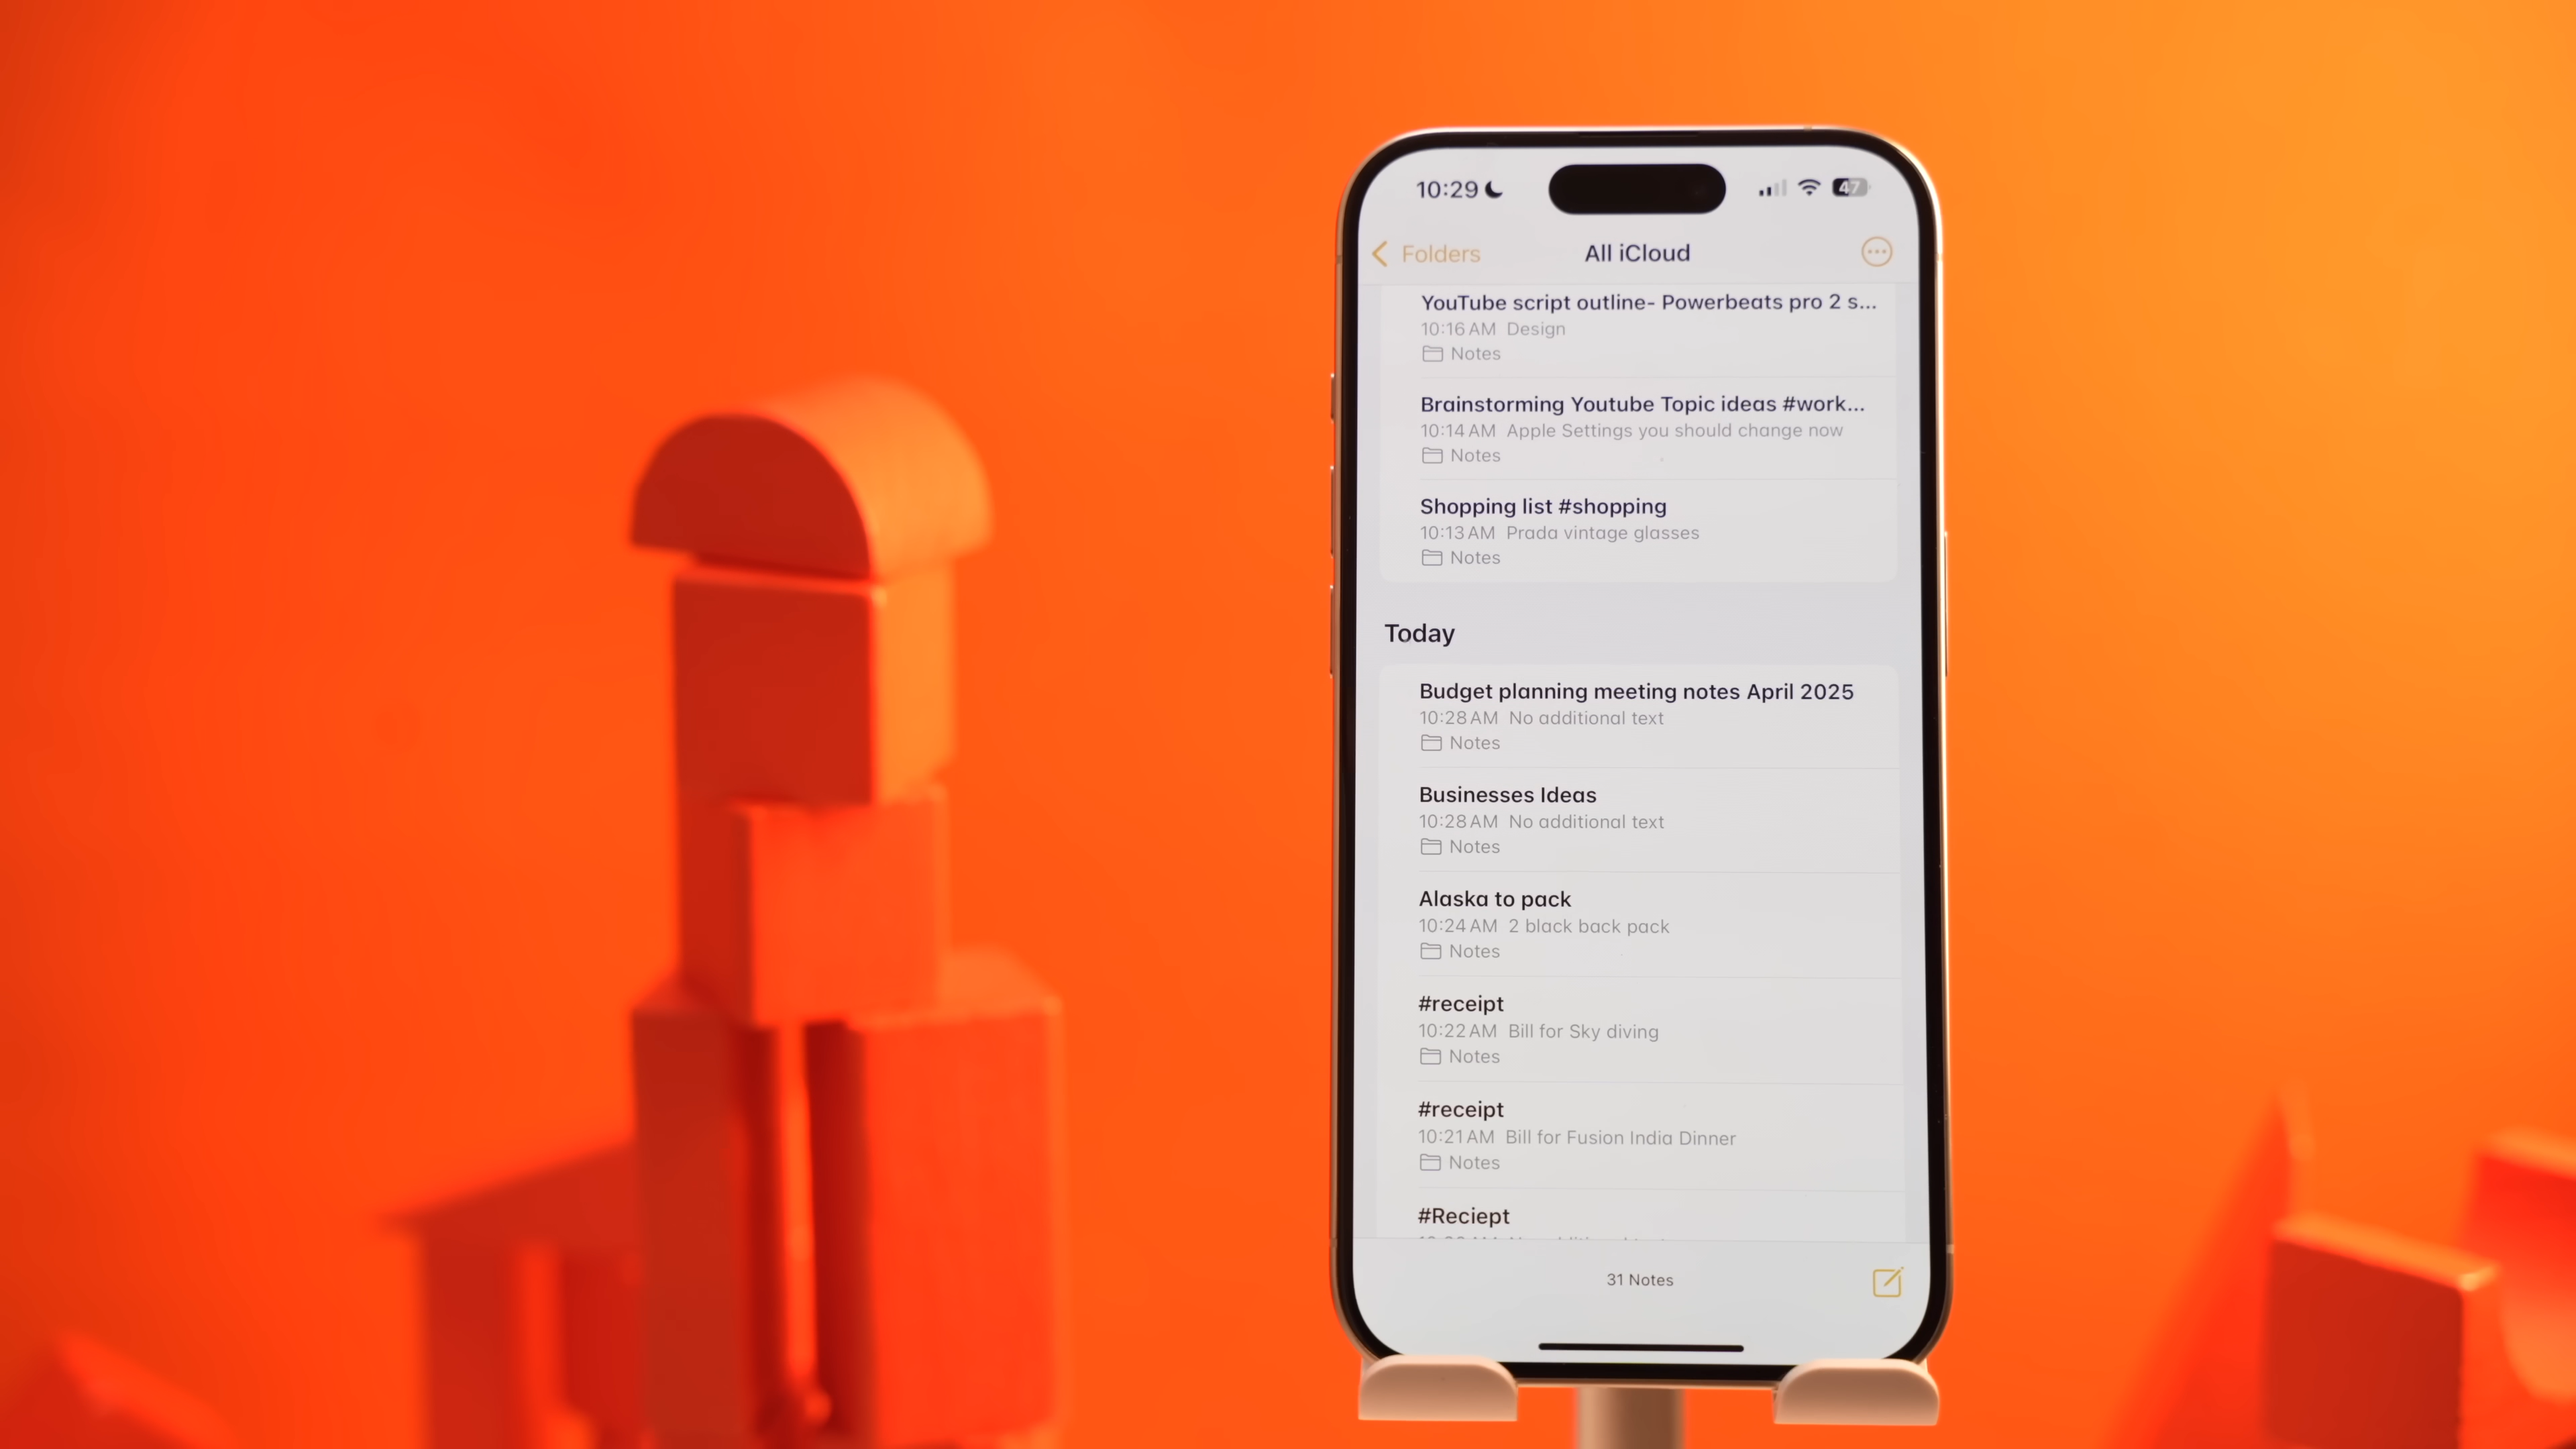 10:29
47
Folders
All iCloud
YouTube script outline- Powerbeats pro 2 s...
10:16 AM Design
Notes
Brainstorming Youtube Topic ideas #work...
10:14 AM Apple Settings you should change now
Notes
Shopping list #shopping
10:13 AM Prada vintage glasses
Notes
Today
Budget planning meeting notes April 2025
10:28 AM No additional text
Notes
Businesses Ideas
10:28 AM No additional text
Notes
Alaska to pack
10:24 AM 2 black back pack
Notes
#receipt
10:22 AM Bill for Sky diving
Notes
#receipt
10:21 AM Bill for Fusion India Dinner
Notes
#Reciept
31 Notes